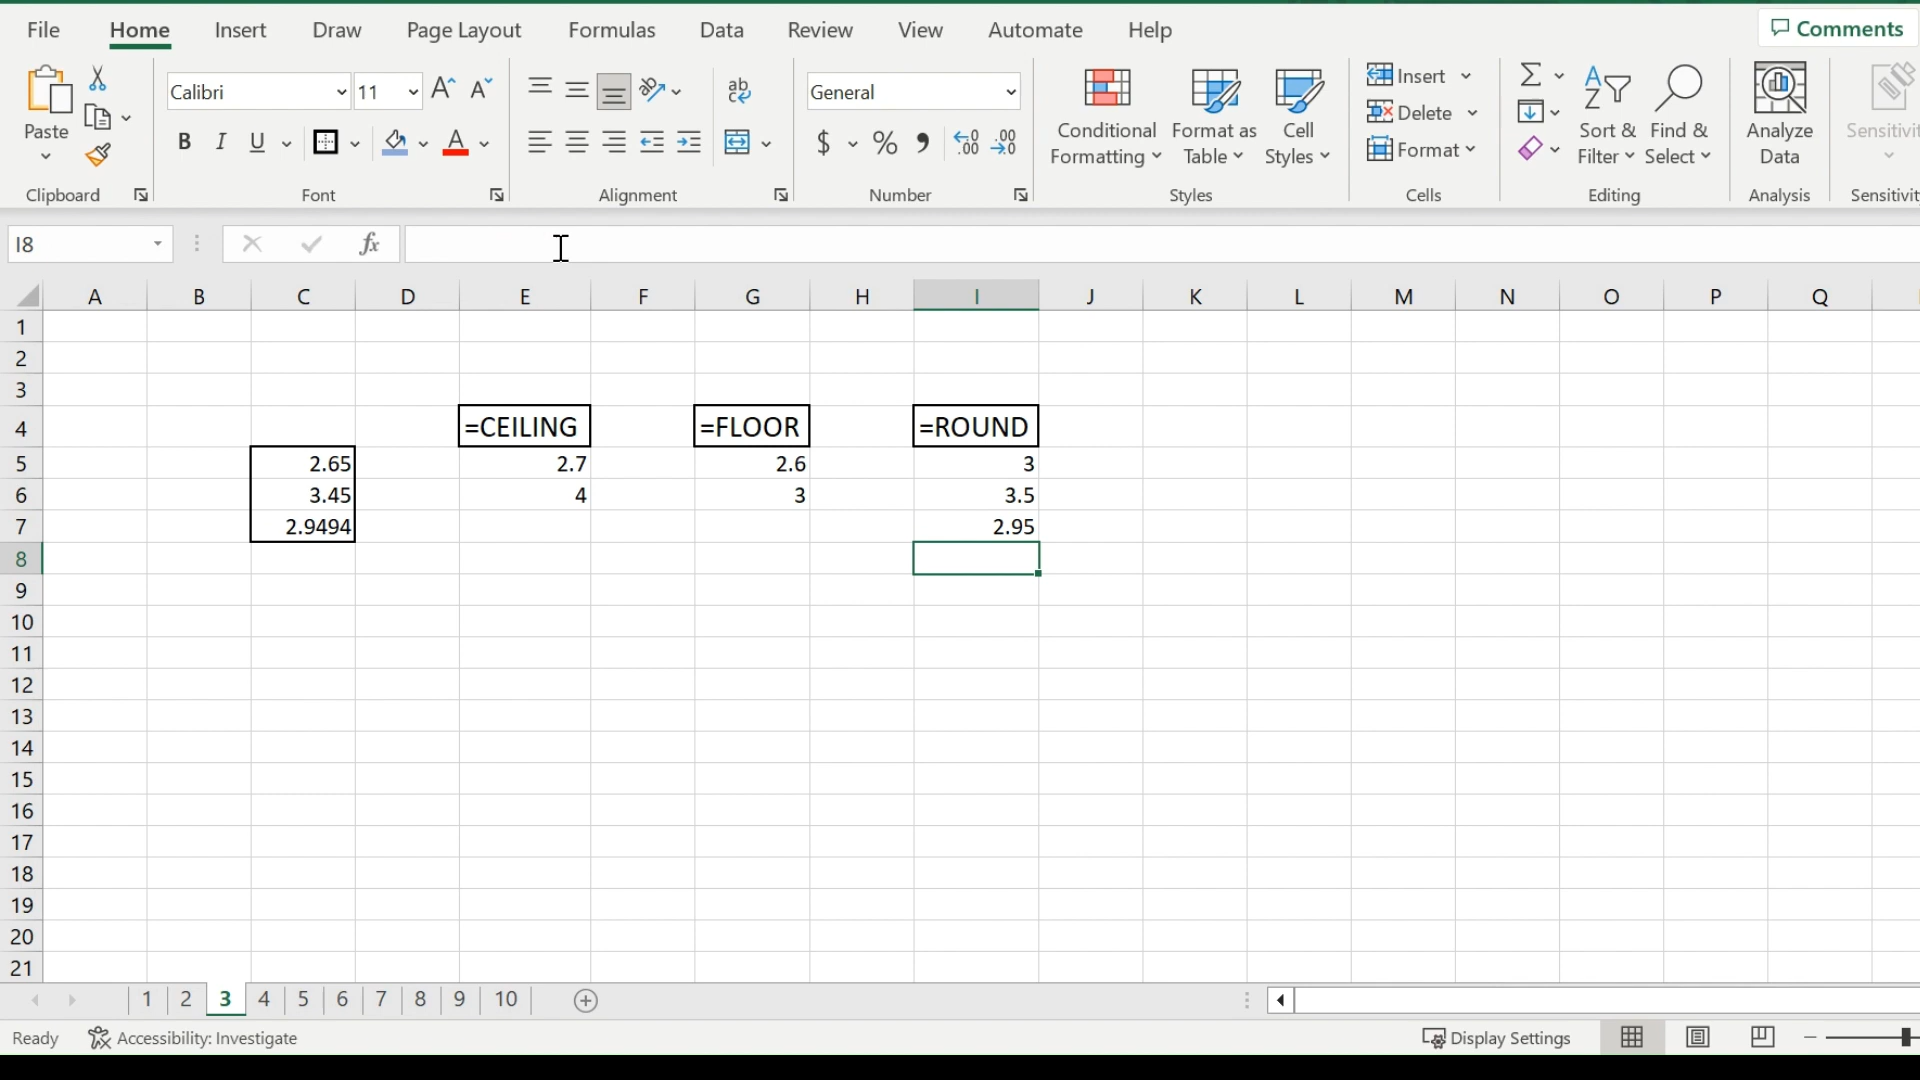 File Home Insert Draw Page Layout Formulas Data Review View Automate Help Comments
Paste
Calibri 11
B I U A
ab
General
$ % 9 .00 .00
Conditional Formatting
Format as Table
Cell Styles
Insert
Delete
Format
Sort & Filter
Find & Select
Analyze Data
Sensitivit
Clipboard Font Alignment Number Styles Cells Editing Analysis Sensitivit
I8 fx
A B C D E F G H I J K L M N O P Q
1
2
3
4 =CEILING =FLOOR =ROUND
5 2.65 2.7 2.6 3
6 3.45 4 3 3.5
7 2.9494 2.95
8
9
10
11
12
13
14
15
16
17
18
19
20
21
1 2 3 4 5 6 7 8 9 10
Ready Accessibility: Investigate Display Settings